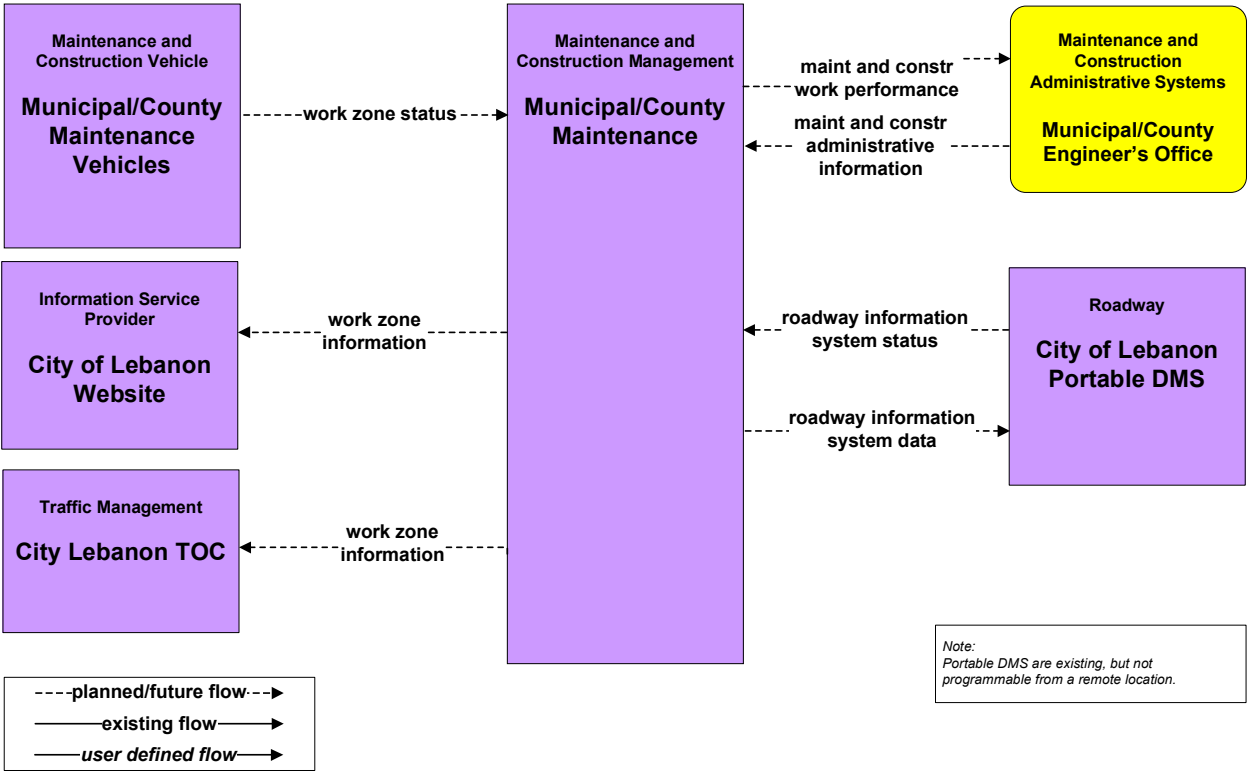 Maintenance and
Construction Vehicle
Municipal/County
Maintenance
Vehicles
work zone status
Maintenance and
Construction Management
Municipal/County
Maintenance
maint and constr
work performance
maint and constr
administrative
information
Maintenance and
Construction
Administrative Systems
Municipal/County
Engineer's Office
Information Service
Provider
City of Lebanon
Website
work zone
information
roadway information
system status
roadway information
system data
Roadway
City of Lebanon
Portable DMS
Traffic Management
City Lebanon TOC
work zone
information
Note:
Portable DMS are existing, but not
programmable from a remote location.
planned/future flow
existing flow
user defined flow